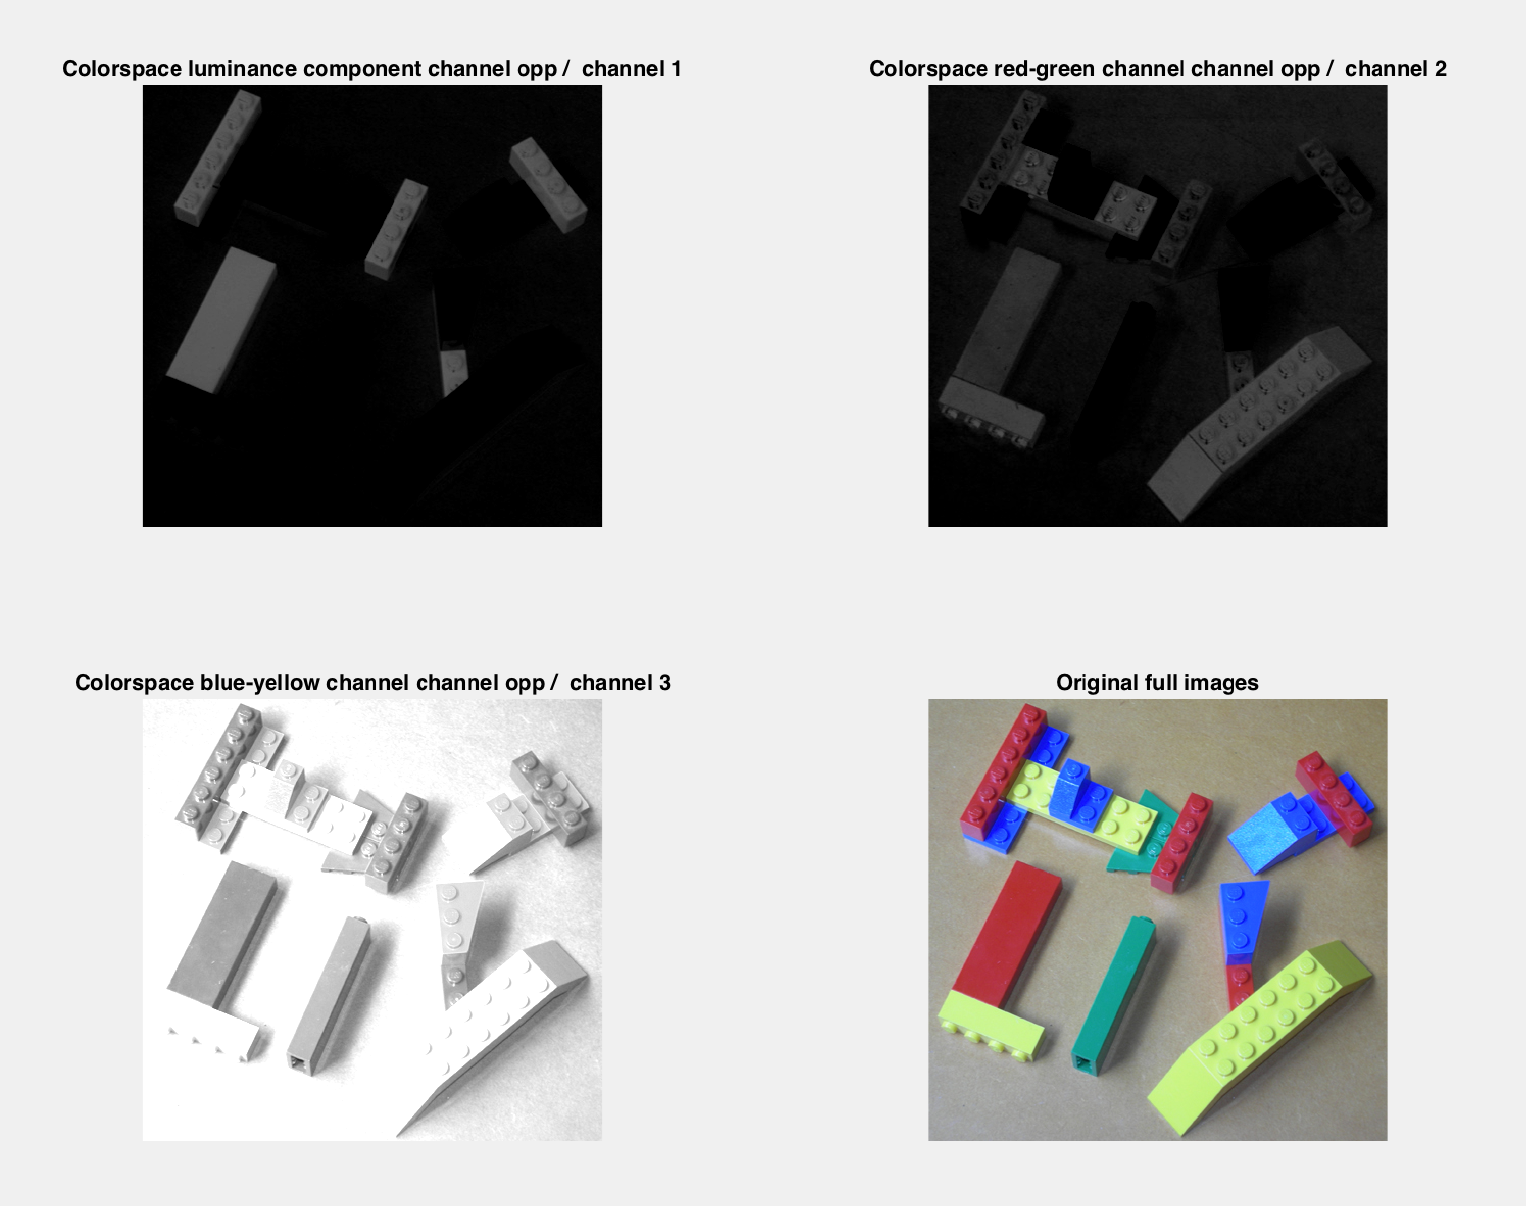 Colorspace luminance component channel opp / channel 1
Colorspace red-green channel channel opp / channel 2
Colorspace blue-yellow channel channel opp / channel 3
Original full images